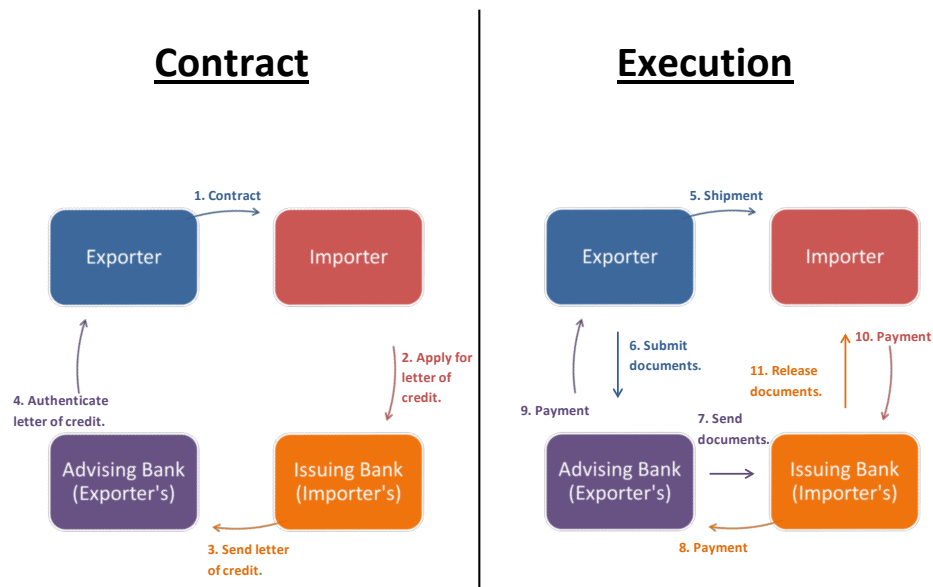 Contract
1. Contract
Exporter
Importer
2. Apply for
letter of
credit.
4. Authenticate
letter of credit.
Advising Bank
(Exporter's)
Issuing Bank
(Importer's)
3. Send letter
of credit.
Execution
5. Shipment
Exporter
Importer
6. Submit
documents.
10. Payment
11. Release
documents.
9. Payment
7. Send
documents.
Advising Bank
(Exporter's)
Issuing Bank
(Importer's)
8. Payment